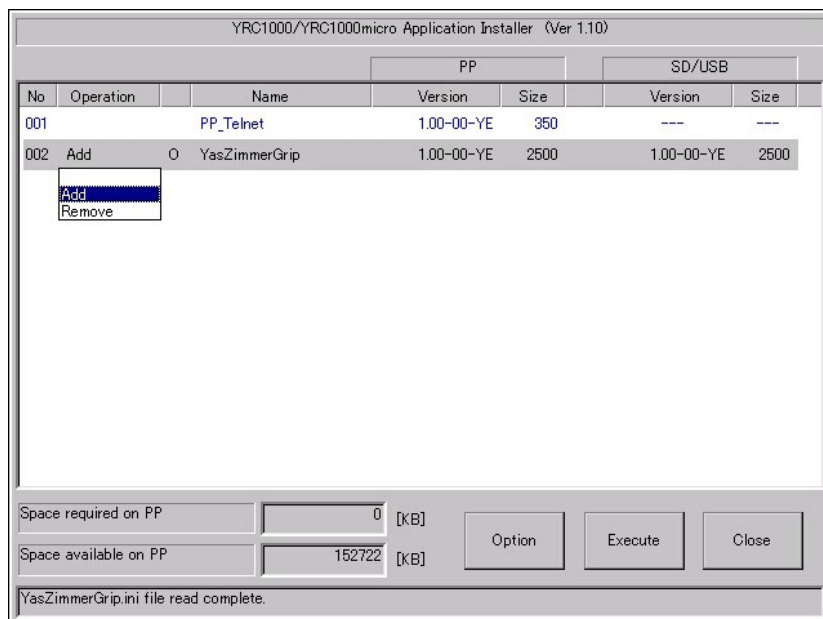 YRC1000/YRC1000micro Application Installer (Ver 1.10)
PP SD/USB
No Operation Name Version Size Version Size
001 PP_Telnet 1.00-00-YE 350 --- ---
002 Add O YasZimmerGrip 1.00-00-YE 2500 1.00-00-YE 2500
Add
Remove
Space required on PP 0 [KB]
Option Execute Close
Space available on PP 152722 [KB]
YasZimmerGrip.ini file read complete.